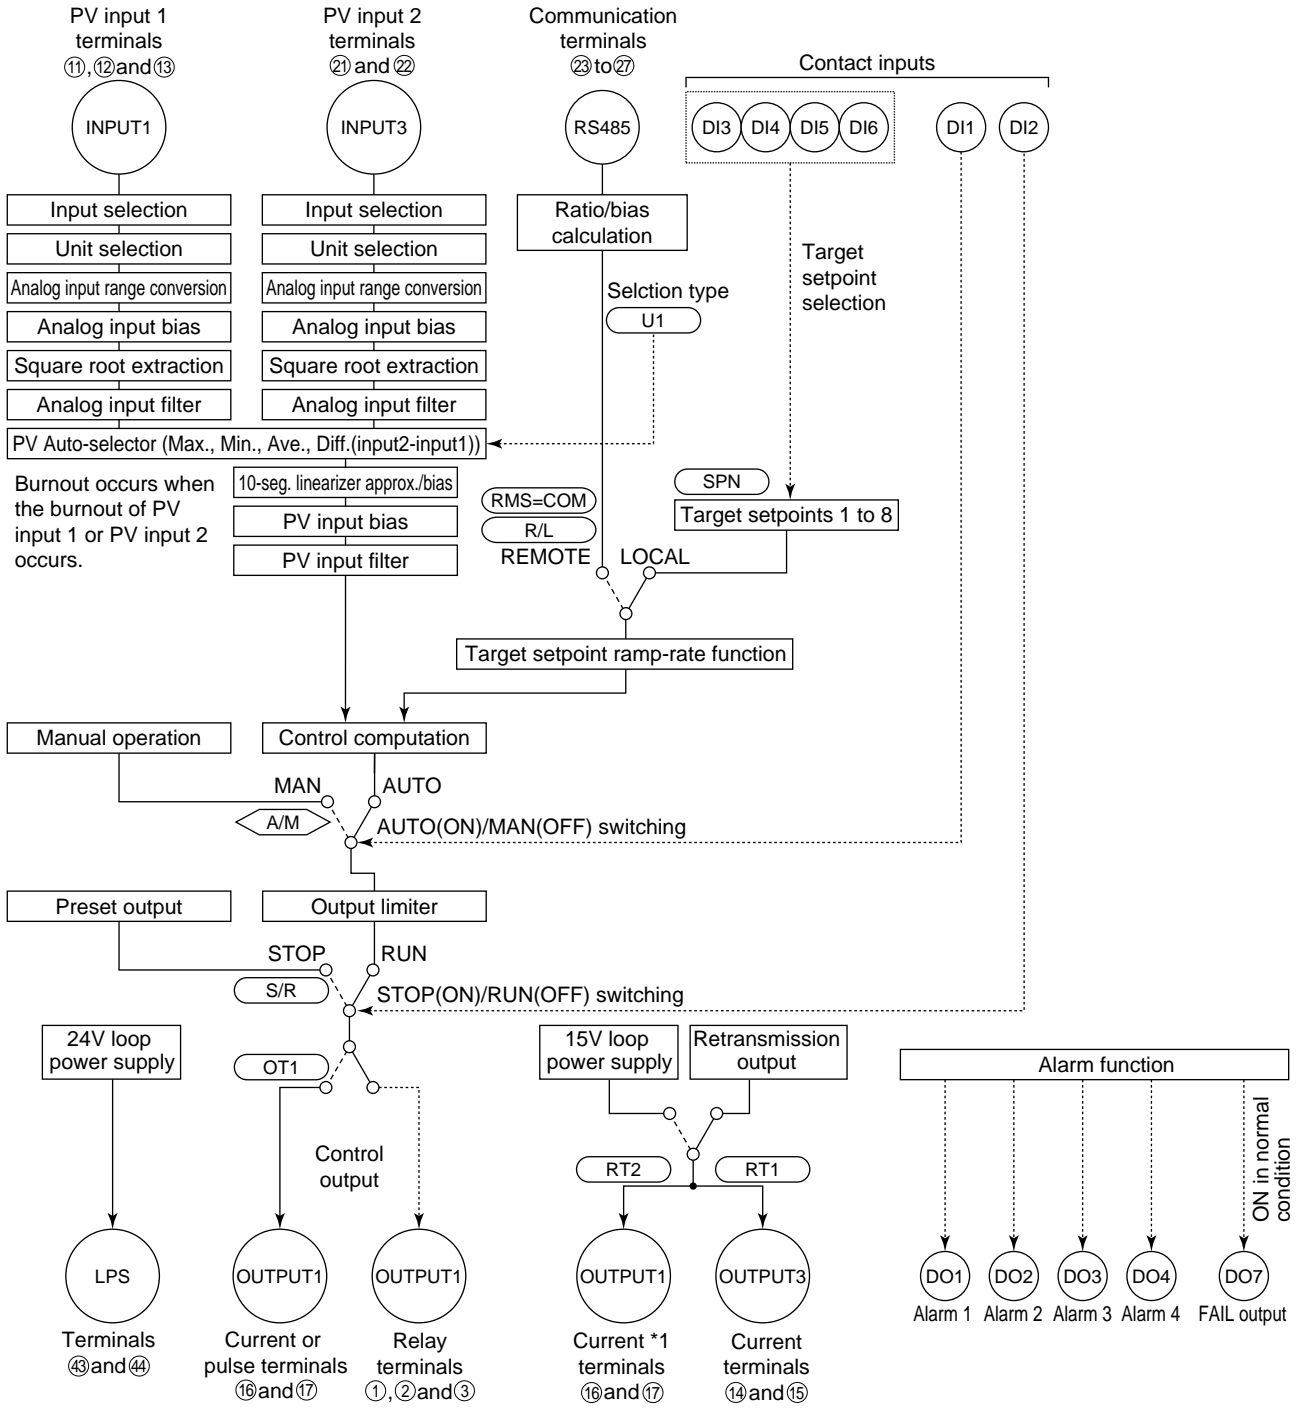 PV input 1
terminals
⑪,⑫and⑬
PV input 2
terminals
㉑ and ㉒
Communication
terminals
㉓to㉗
Contact inputs
INPUT1
INPUT3
RS485
DI3
DI4
DI5
DI6
DI1
DI2
Input selection
Unit selection
Analog input range conversion
Analog input bias
Square root extraction
Analog input filter
Input selection
Unit selection
Analog input range conversion
Analog input bias
Square root extraction
Analog input filter
Ratio/bias
calculation
Target
setpoint
selection
Selction type
U1
PV Auto-selector (Max., Min., Ave., Diff.(input2-input1))
Burnout occurs when
the burnout of PV
input 1 or PV input 2
occurs.
10-seg. linearizer approx./bias
PV input bias
PV input filter
RMS=COM
R/L
REMOTE
LOCAL
SPN
Target setpoints 1 to 8
Target setpoint ramp-rate function
Manual operation
Control computation
MAN
AUTO
A/M
AUTO(ON)/MAN(OFF) switching
Preset output
Output limiter
STOP
RUN
S/R
STOP(ON)/RUN(OFF) switching
24V loop
power supply
OT1
Control
output
15V loop
power supply
Retransmission
output
RT2
RT1
Alarm function
ON in normal
condition
LPS
OUTPUT1
OUTPUT1
OUTPUT1
OUTPUT3
DO1
DO2
DO3
DO4
DO7
Alarm 1
Alarm 2
Alarm 3
Alarm 4
FAIL output
Terminals
㊸and㊹
Current or
pulse terminals
⑯and⑰
Relay
terminals
①,②and③
Current *1
terminals
⑯and⑰
Current
terminals
⑭and⑮